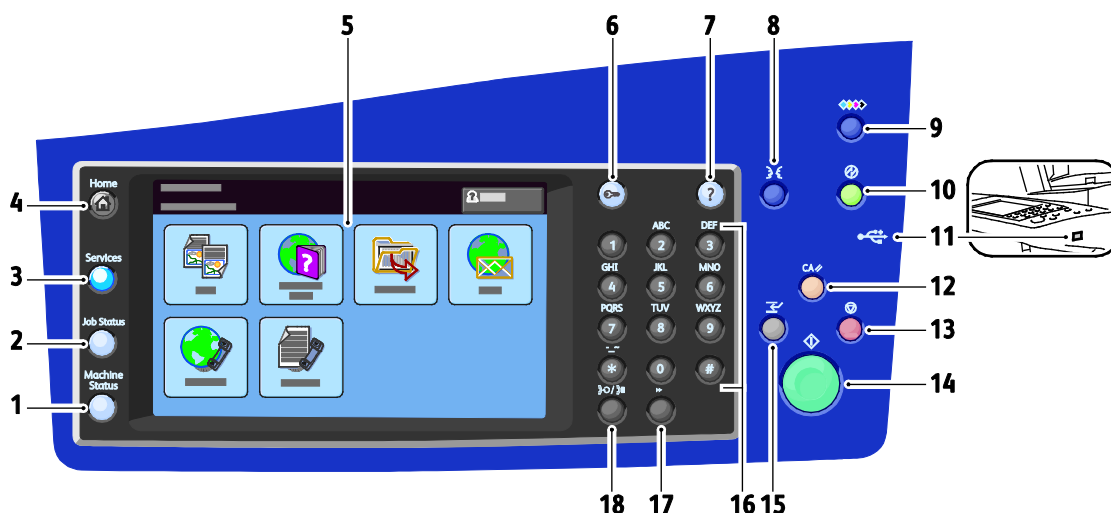 5
6
7
8
9
10
11
12
13
14
15
16
17
18
4
3
2
1
Home
Services
Job Status
Machine
Status
?
?
?
ABC
DEF
1
2
3
GHI
JKL
MNO
4
5
6
PQRS
TUV
WXYZ
7
8
9
*
0
#
CA